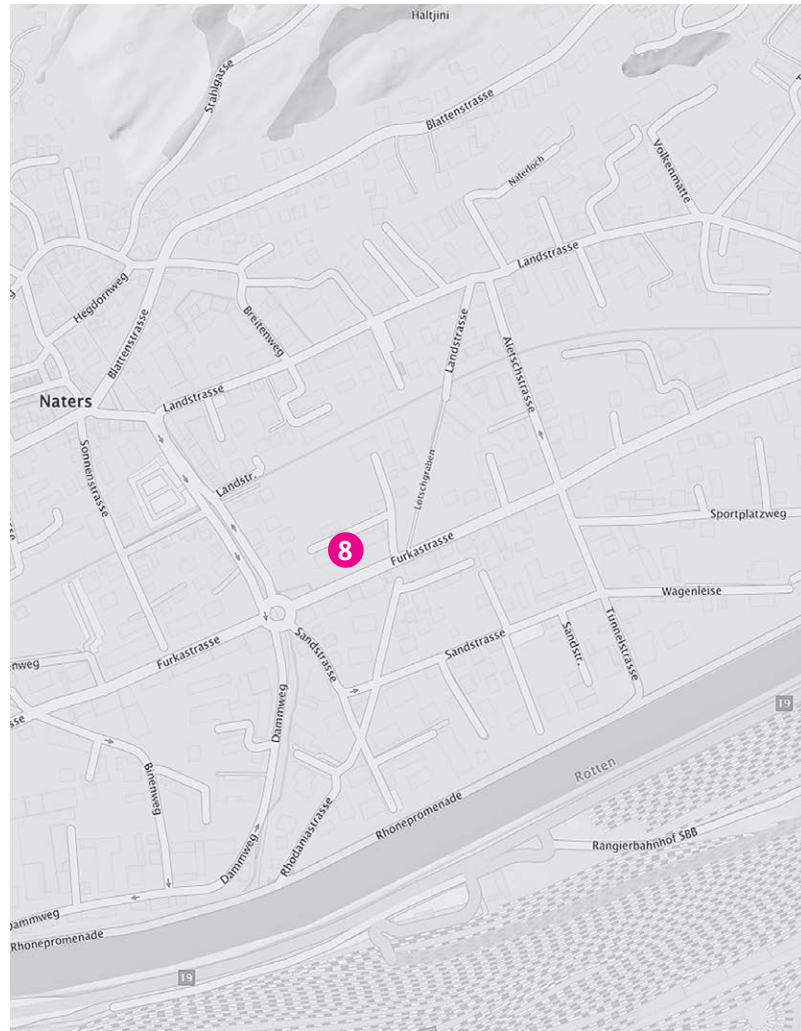 Haltjini
Stahlgasse
Blattenstrasse
Naterloch
Volkenmatte
Landstrasse
Hegdornweg
Blattenstrasse
Breitenweg
Landstrasse
Aletschstrasse
Landstrasse
Naters
Sonnenstrasse
Landstr.
Lötschgraben
Sportplatzweg
8
Furkastrasse
Wagenleise
Sandstrasse
Sandstrasse
Sandstr.
Tunnelstrasse
Furkastrasse
enweg
sse
Dammweg
19
Binenweg
Rotten
Rhodaniastrasse
Rhonepromenade
Rangierbahnhof SBB
Dammweg
Dammweg
Rhonepromenade
19